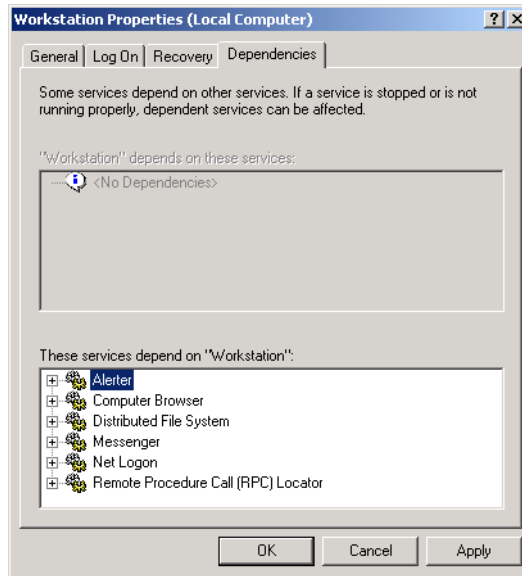 Workstation Properties (Local Computer)
General Log On Recovery Dependencies
Some services depend on other services. If a service is stopped or is not
running properly, dependent services can be affected.
"Workstation" depends on these services:
<No Dependencies>
These services depend on "Workstation":
Alerter
Computer Browser
Distributed File System
Messenger
Net Logon
Remote Procedure Call (RPC) Locator
OK Cancel Apply